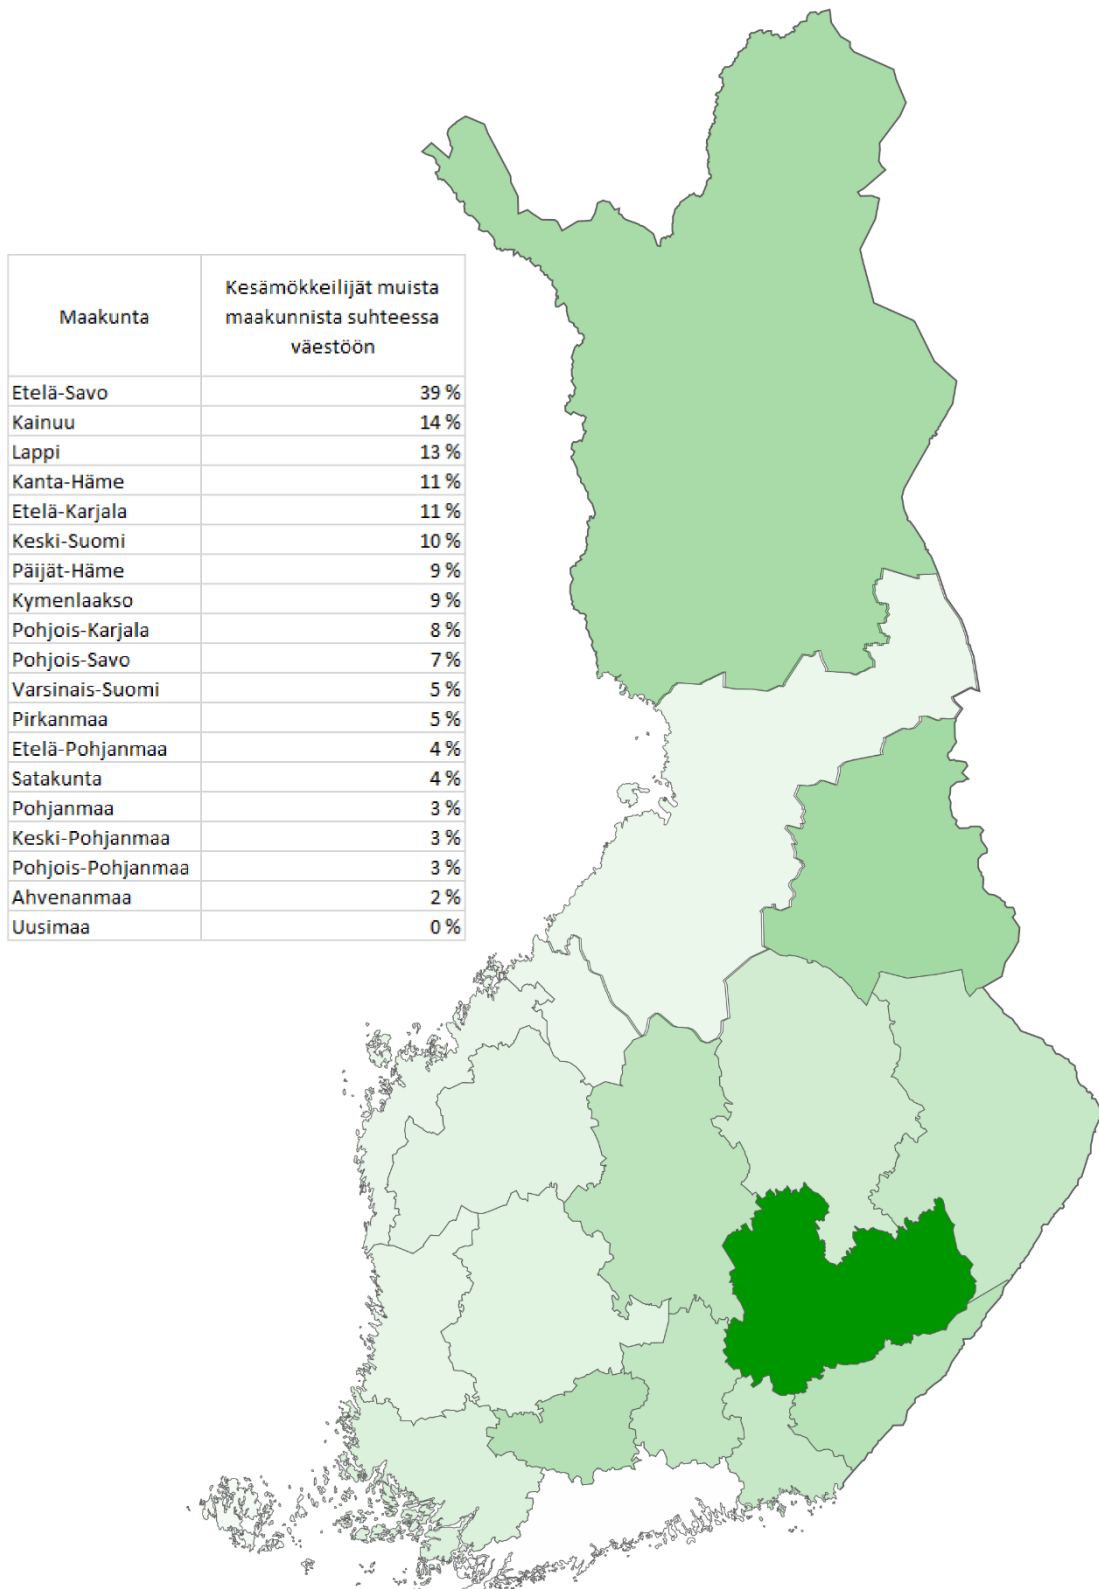 Maakunta
Kesämökkeilijät muista
maakunnista suhteessa
väestöön
Etelä-Savo 39 %
Kainuu 14 %
Lappi 13 %
Kanta-Häme 11 %
Etelä-Karjala 11 %
Keski-Suomi 10 %
Päijät-Häme 9 %
Kymenlaakso 9 %
Pohjois-Karjala 8 %
Pohjois-Savo 7 %
Varsinais-Suomi 5 %
Pirkanmaa 5 %
Etelä-Pohjanmaa 4 %
Satakunta 4 %
Pohjanmaa 3 %
Keski-Pohjanmaa 3 %
Pohjois-Pohjanmaa 3 %
Ahvenanmaa 2 %
Uusimaa 0 %